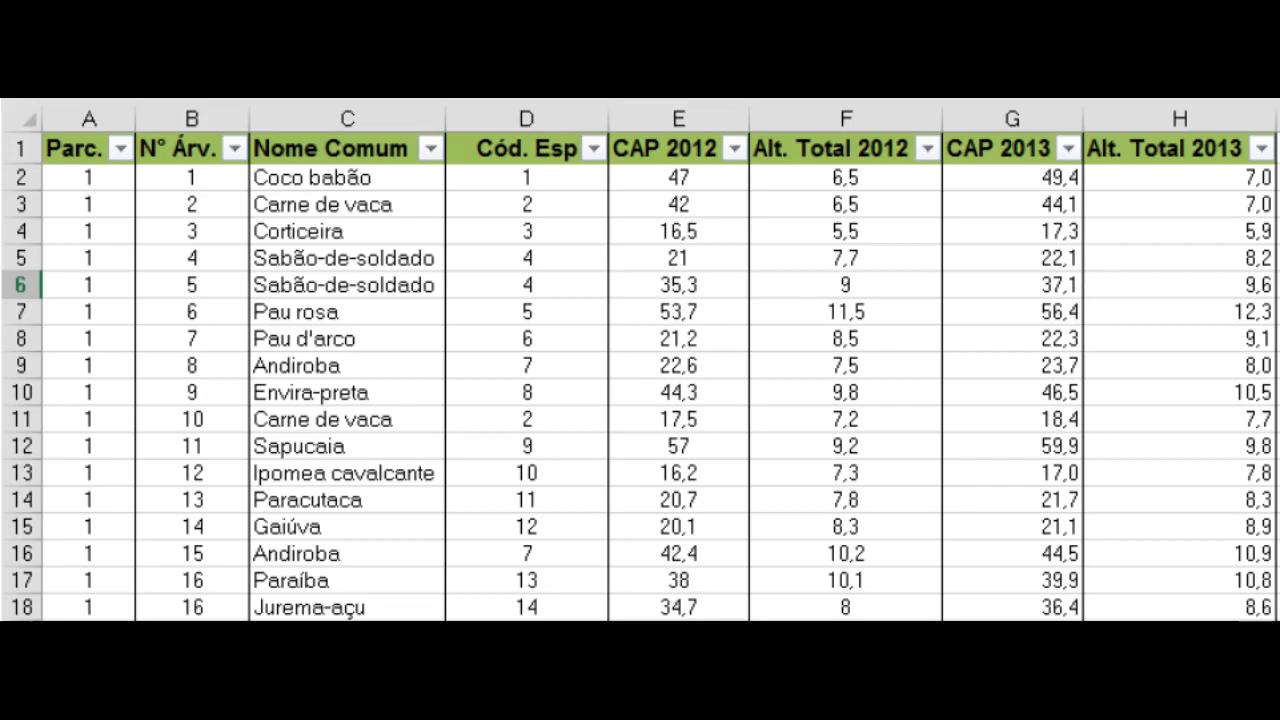 A B C D E F G H
1 Parc. N° Árv. Nome Comum Cód. Esp CAP 2012 Alt. Total 2012 CAP 2013 Alt. Total 2013
2 1 1 Coco babão 1 47 6,5 49,4 7,0
3 1 2 Carne de vaca 2 42 6,5 44,1 7,0
4 1 3 Corticeira 3 16,5 5,5 17,3 5,9
5 1 4 Sabão-de-soldado 4 21 7,7 22,1 8,2
6 1 5 Sabão-de-soldado 4 35,3 9 37,1 9,6
7 1 6 Pau rosa 5 53,7 11,5 56,4 12,3
8 1 7 Pau d'arco 6 21,2 8,5 22,3 9,1
9 1 8 Andiroba 7 22,6 7,5 23,7 8,0
10 1 9 Envira-preta 8 44,3 9,8 46,5 10,5
11 1 10 Carne de vaca 2 17,5 7,2 18,4 7,7
12 1 11 Sapucaia 9 57 9,2 59,9 9,8
13 1 12 Ipomea cavalcante 10 16,2 7,3 17,0 7,8
14 1 13 Paracutaca 11 20,7 7,8 21,7 8,3
15 1 14 Gaiúva 12 20,1 8,3 21,1 8,9
16 1 15 Andiroba 7 42,4 10,2 44,5 10,9
17 1 16 Paraíba 13 38 10,1 39,9 10,8
18 1 16 Jurema-açu 14 34,7 8 36,4 8,6